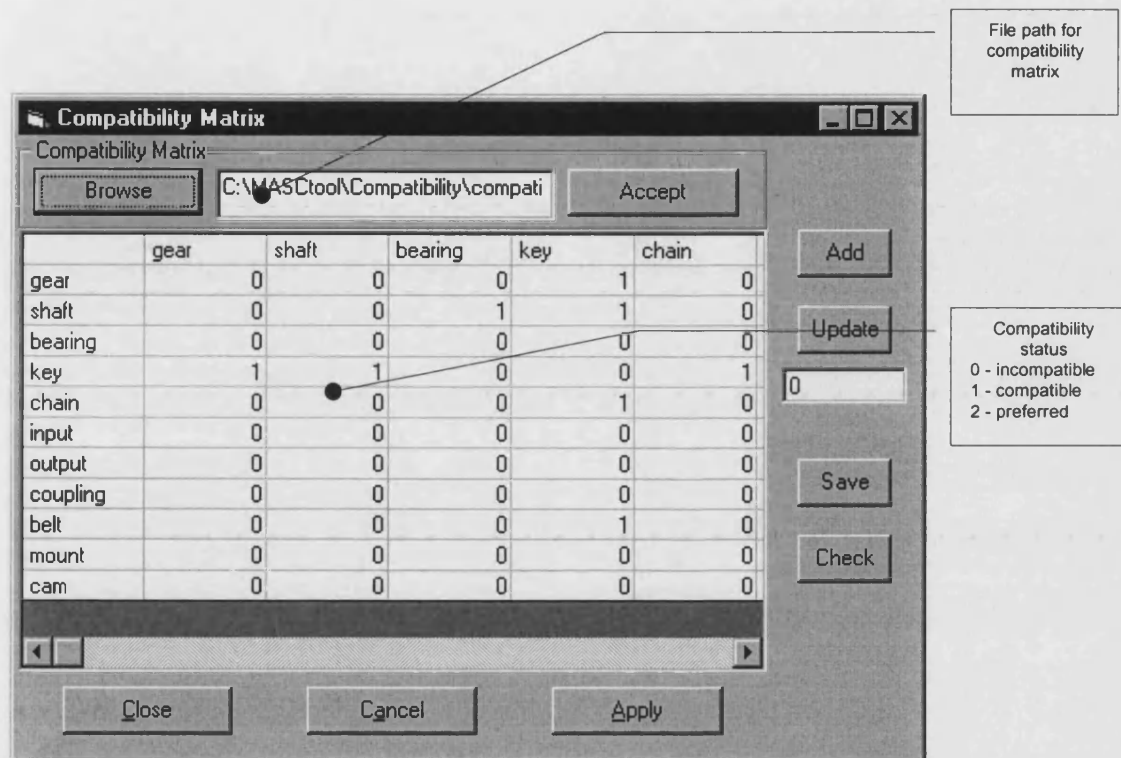 File path for
compatibility
matrix
Compatibility Matrix
Compatibility Matrix
Browse
C:\MASCtool\Compatibility\compati
Accept
gear shaft bearing key chain
gear 0 0 0 1 0
shaft 0 0 1 1 0
bearing 0 0 0 0 0
key 1 1 0 0 1
chain 0 0 0 1 0
input 0 0 0 0 0
output 0 0 0 0 0
coupling 0 0 0 0 0
belt 0 0 0 1 0
mount 0 0 0 0 0
cam 0 0 0 0 0
Add
Update
0
Save
Check
Compatibility
status
0 - incompatible
1 - compatible
2 - preferred
Close
Cancel
Apply